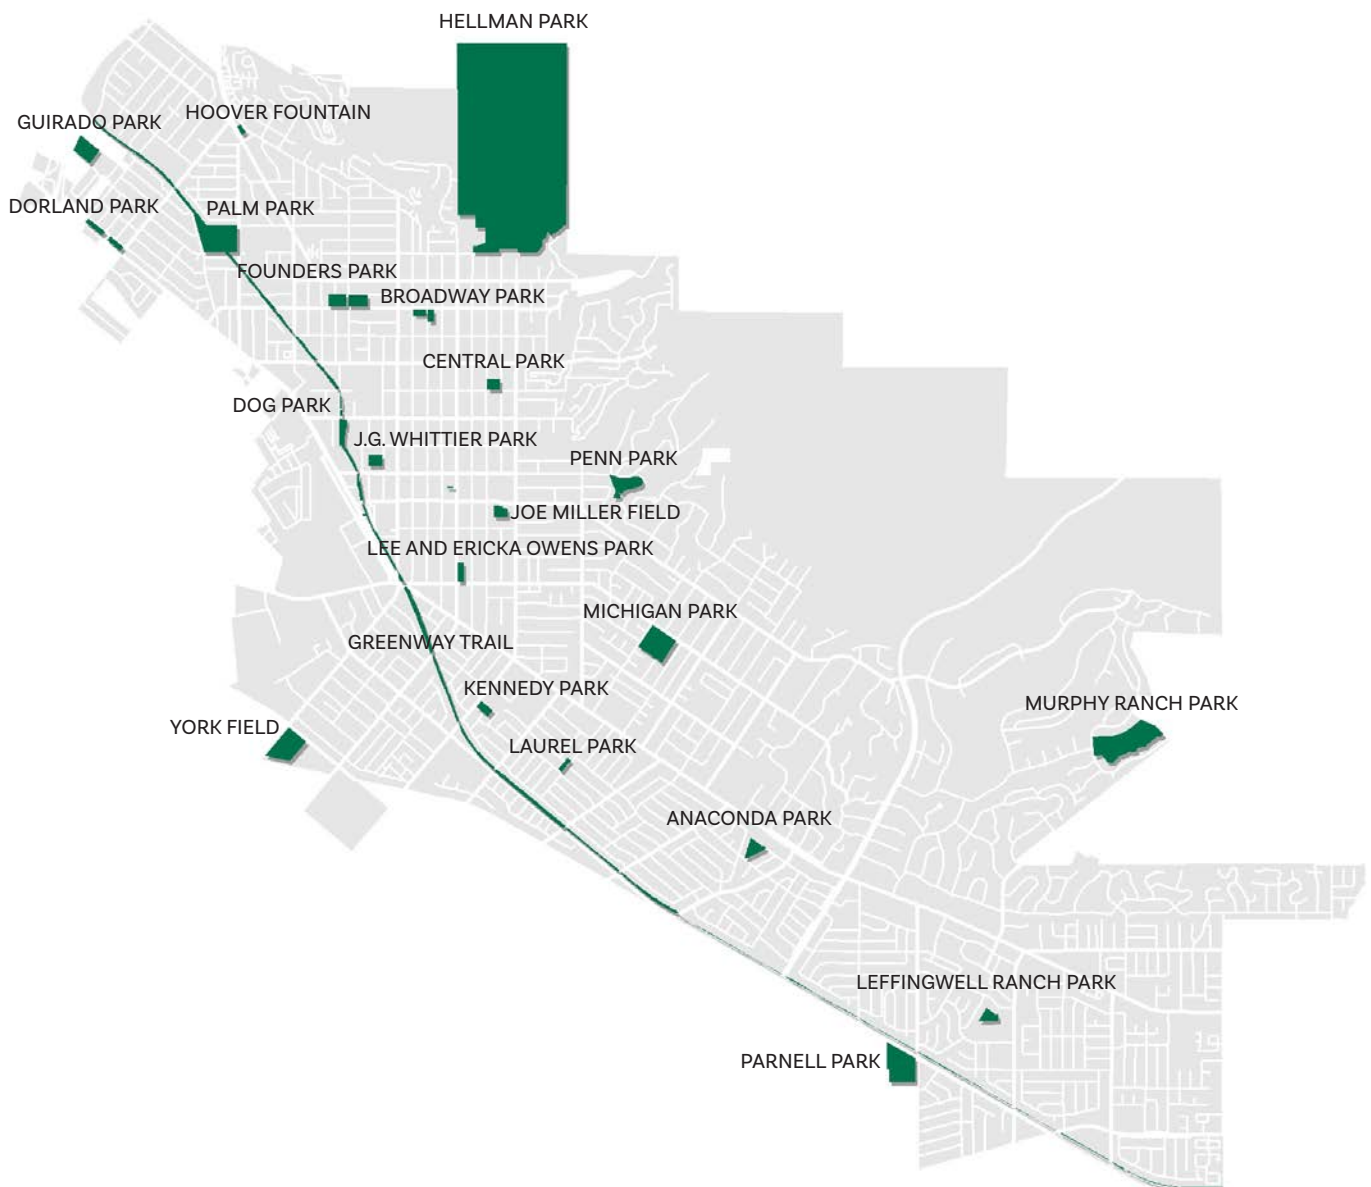 HELLMAN PARK
HOOVER FOUNTAIN
GUIRADO PARK
DORLAND PARK
PALM PARK
FOUNDERS PARK
BROADWAY PARK
CENTRAL PARK
DOG PARK
J.G. WHITTIER PARK
PENN PARK
JOE MILLER FIELD
LEE AND ERICKA OWENS PARK
MICHIGAN PARK
GREENWAY TRAIL
KENNEDY PARK
MURPHY RANCH PARK
YORK FIELD
LAUREL PARK
ANACONDA PARK
LEFFINGWELL RANCH PARK
PARNELL PARK